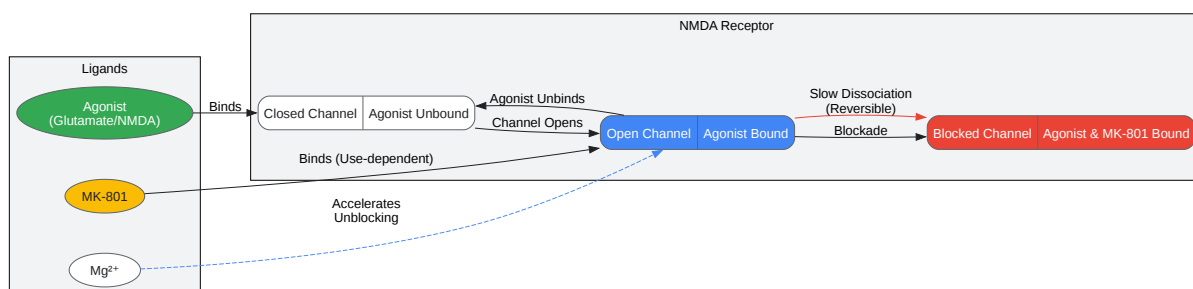 NMDA Receptor
Ligands
Agonist
(Glutamate/NMDA)
Binds
Closed Channel
Agonist Unbound
Agonist Unbinds
Channel Opens
Open Channel
Agonist Bound
Slow Dissociation
(Reversible)
Blockade
Blocked Channel
Agonist & MK-801 Bound
Binds (Use-dependent)
MK-801
Accelerates
Unblocking
Mg²⁺